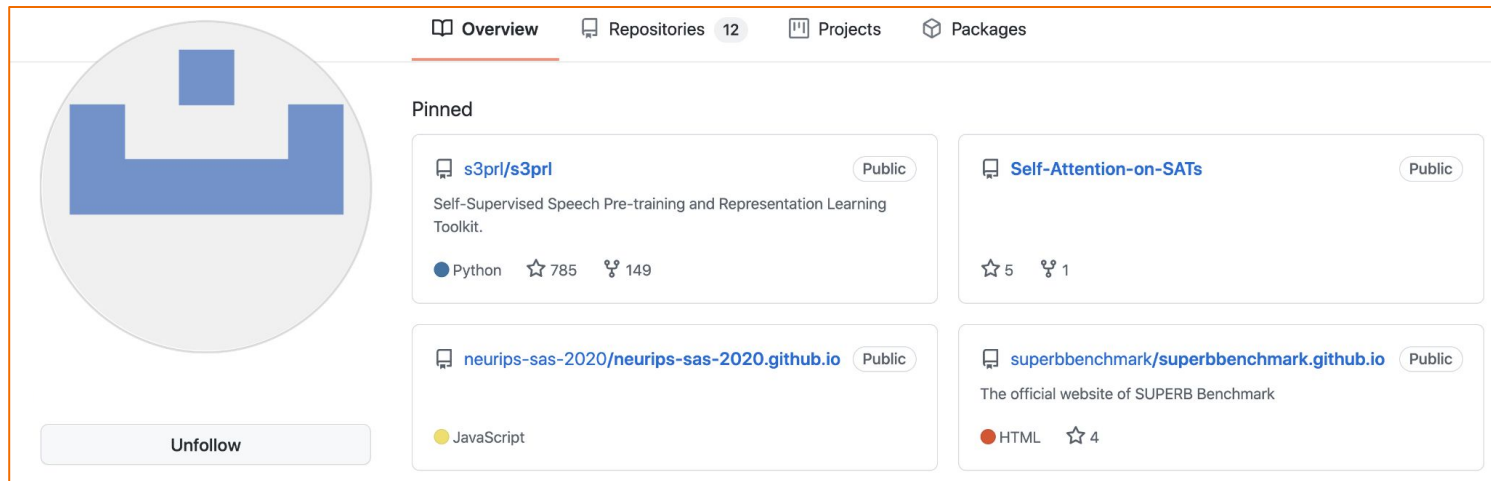 Overview Repositories 12 Projects Packages
Pinned
s3prl/s3prl Public
Self-Supervised Speech Pre-training and Representation Learning
Toolkit.
Python 785 149
Self-Attention-on-SATs Public
5 1
neurips-sas-2020/neurips-sas-2020.github.io Public
JavaScript
superbbenchmark/superbbenchmark.github.io Public
The official website of SUPERB Benchmark
HTML 4
Unfollow